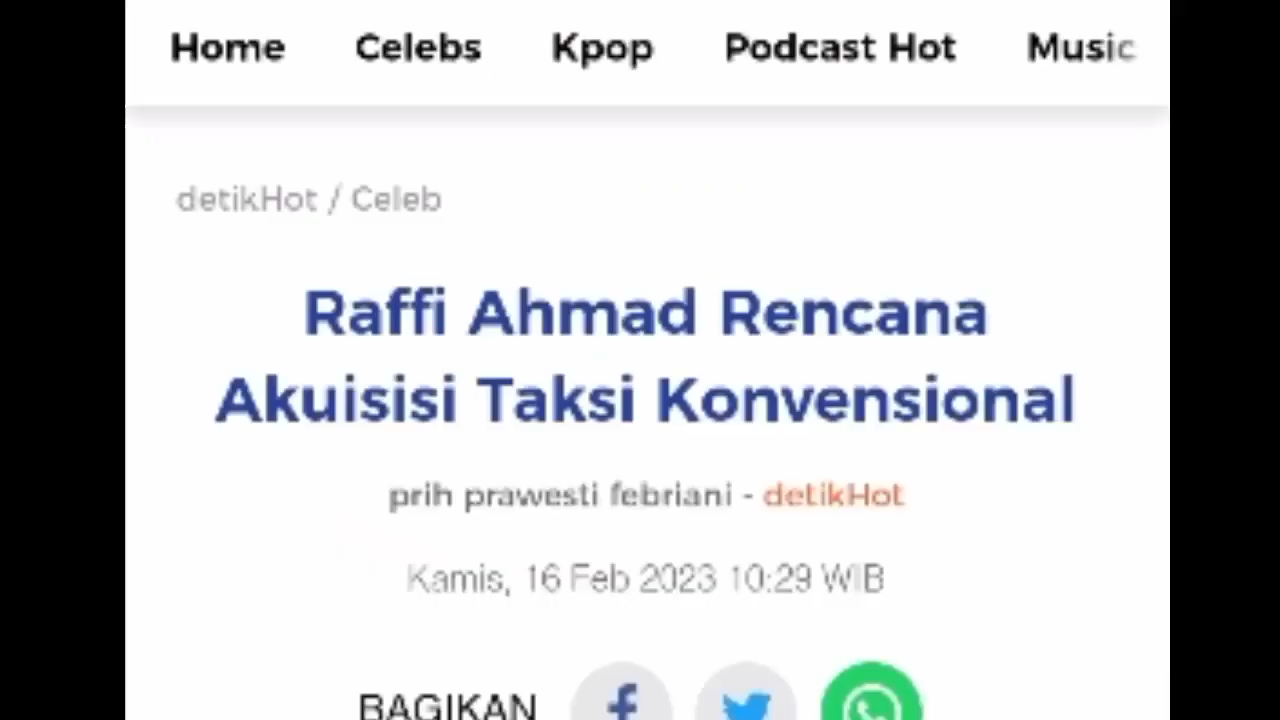 Home Celebs Kpop Podcast Hot Music
detikHot / Celeb
Raffi Ahmad Rencana
Akuisisi Taksi Konvensional
prih prawesti febriani - detikHot
Kamis, 16 Feb 2023 10:29 WIB
BAGIKAN